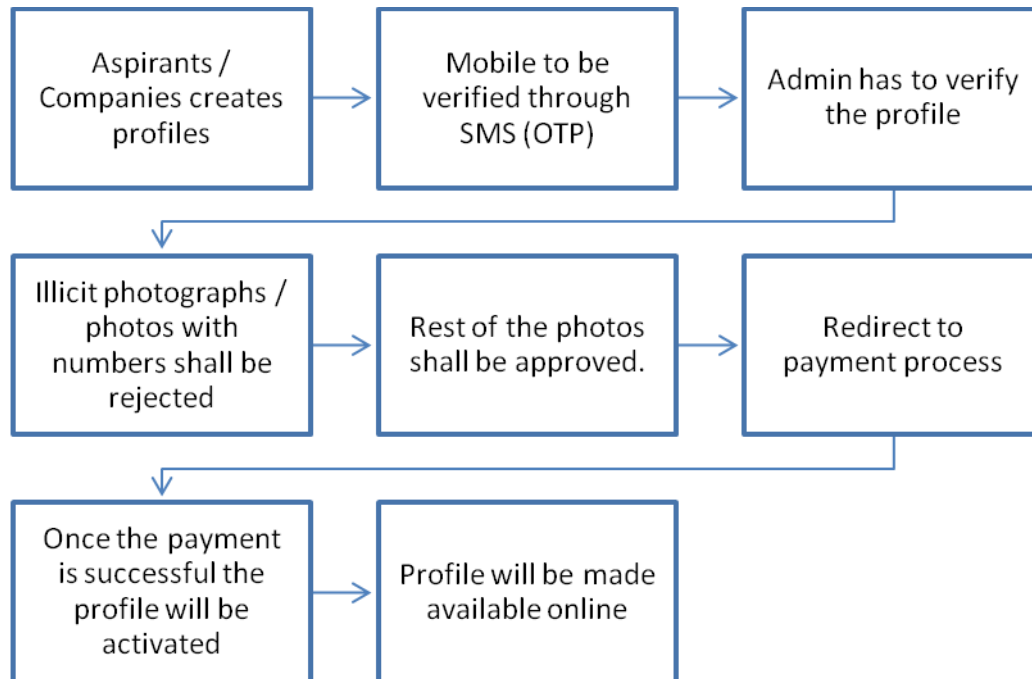 Aspirants /
Companies creates
profiles
Mobile to be
verified through
SMS (OTP)
Admin has to verify
the profile
Illicit photographs /
photos with
numbers shall be
rejected
Rest of the photos
shall be approved.
Redirect to
payment process
Once the payment
is successful the
profile will be
activated
Profile will be made
available online